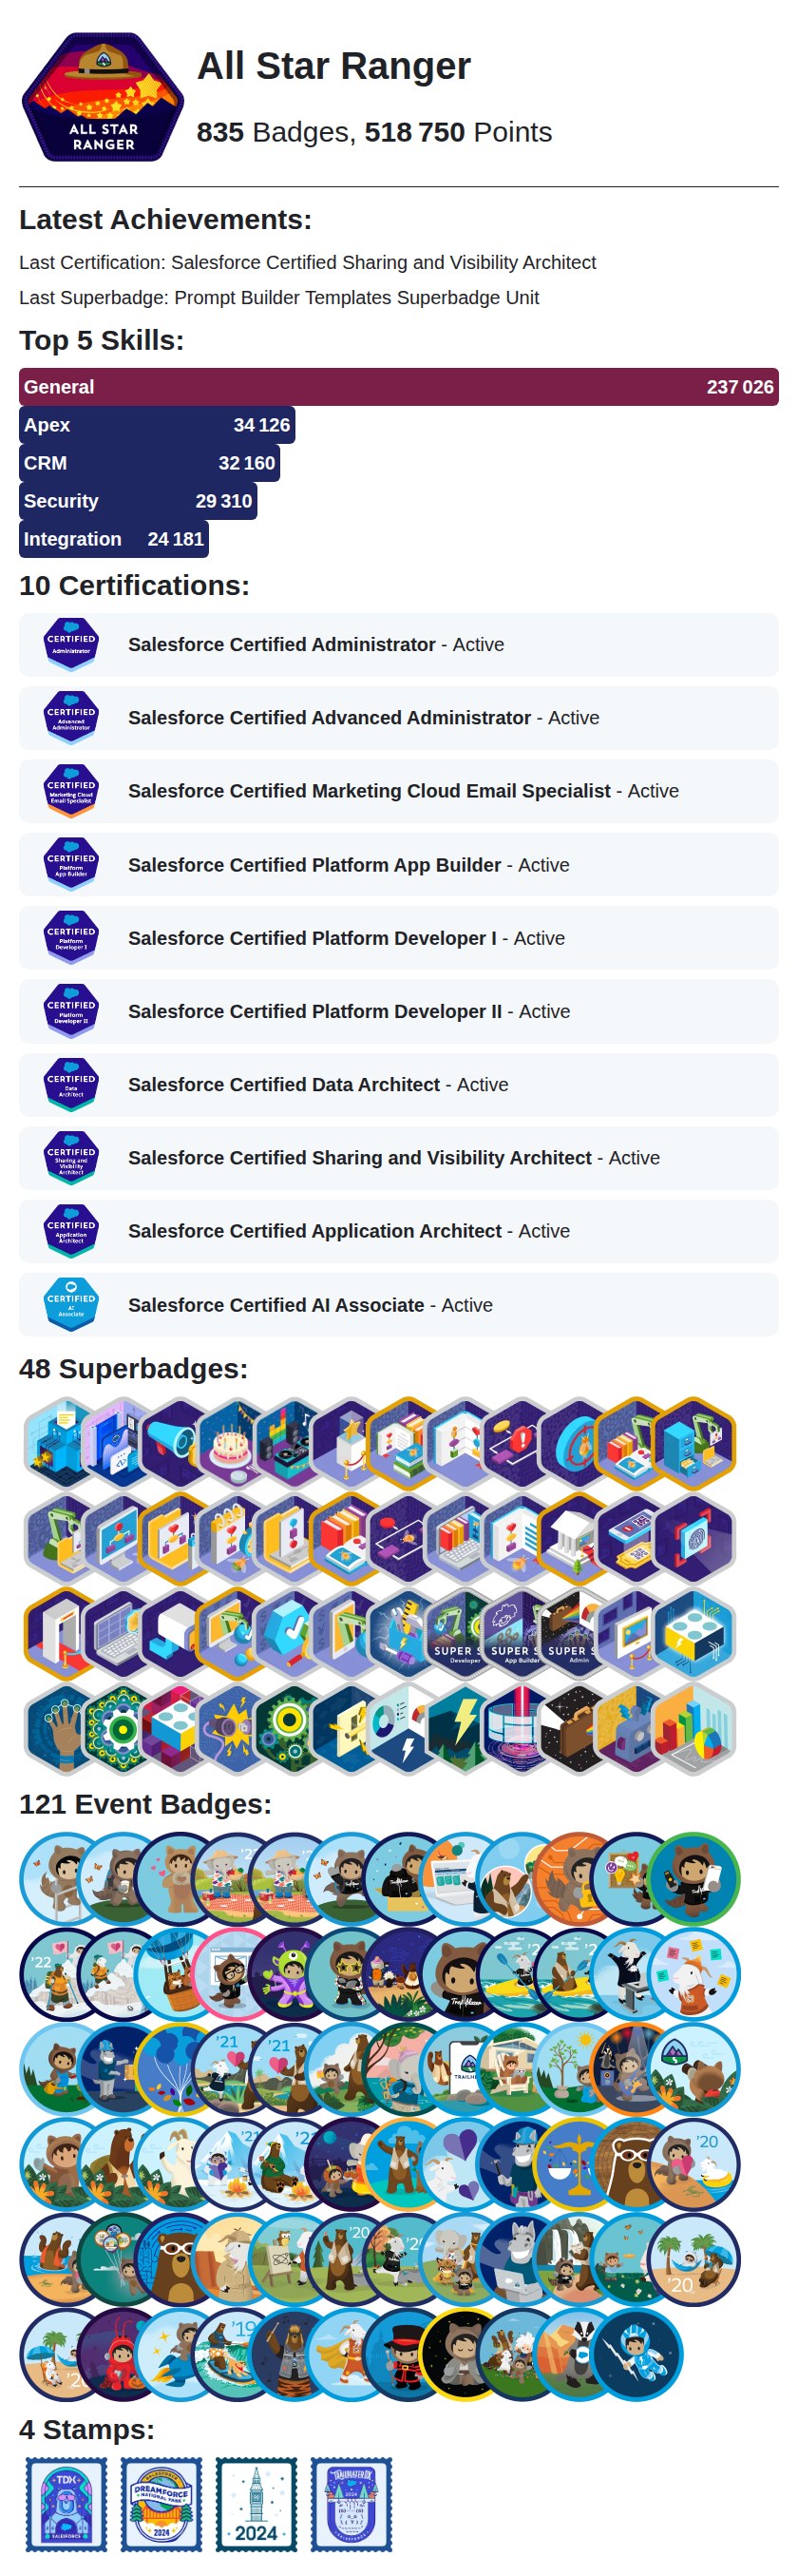 ALL STAR
RANGER
All Star Ranger
835 Badges, 518 750 Points
Latest Achievements:
Last Certification: Salesforce Certified Sharing and Visibility Architect
Last Superbadge: Prompt Builder Templates Superbadge Unit
Top 5 Skills:
General 237 026
Apex 34 126
CRM 32 160
Security 29 310
Integration 24 181
10 Certifications:
CERTIFIED
Administrator
Salesforce Certified Administrator - Active
CERTIFIED
Advanced
Administrator
Salesforce Certified Advanced Administrator - Active
CERTIFIED
Marketing Cloud
Email Specialist
Salesforce Certified Marketing Cloud Email Specialist - Active
CERTIFIED
Platform
App Builder
Salesforce Certified Platform App Builder - Active
CERTIFIED
Platform
Developer I
Salesforce Certified Platform Developer I - Active
CERTIFIED
Platform
Developer II
Salesforce Certified Platform Developer II - Active
CERTIFIED
Data
Architect
Salesforce Certified Data Architect - Active
CERTIFIED
Sharing and
Visibility
Architect
Salesforce Certified Sharing and Visibility Architect - Active
CERTIFIED
Application
Architect
Salesforce Certified Application Architect - Active
CERTIFIED
AI
Associate
Salesforce Certified AI Associate - Active
48 Superbadges:
SUPER S SUPER S SUPER S
Developer App Builder Admin
121 Event Badges:
'22
'21 '21
'20
'20
'20
'19
4 Stamps:
TDX
SALESFORCE
DREAMFORCE
NATIONAL PARK
2024
2024
2024